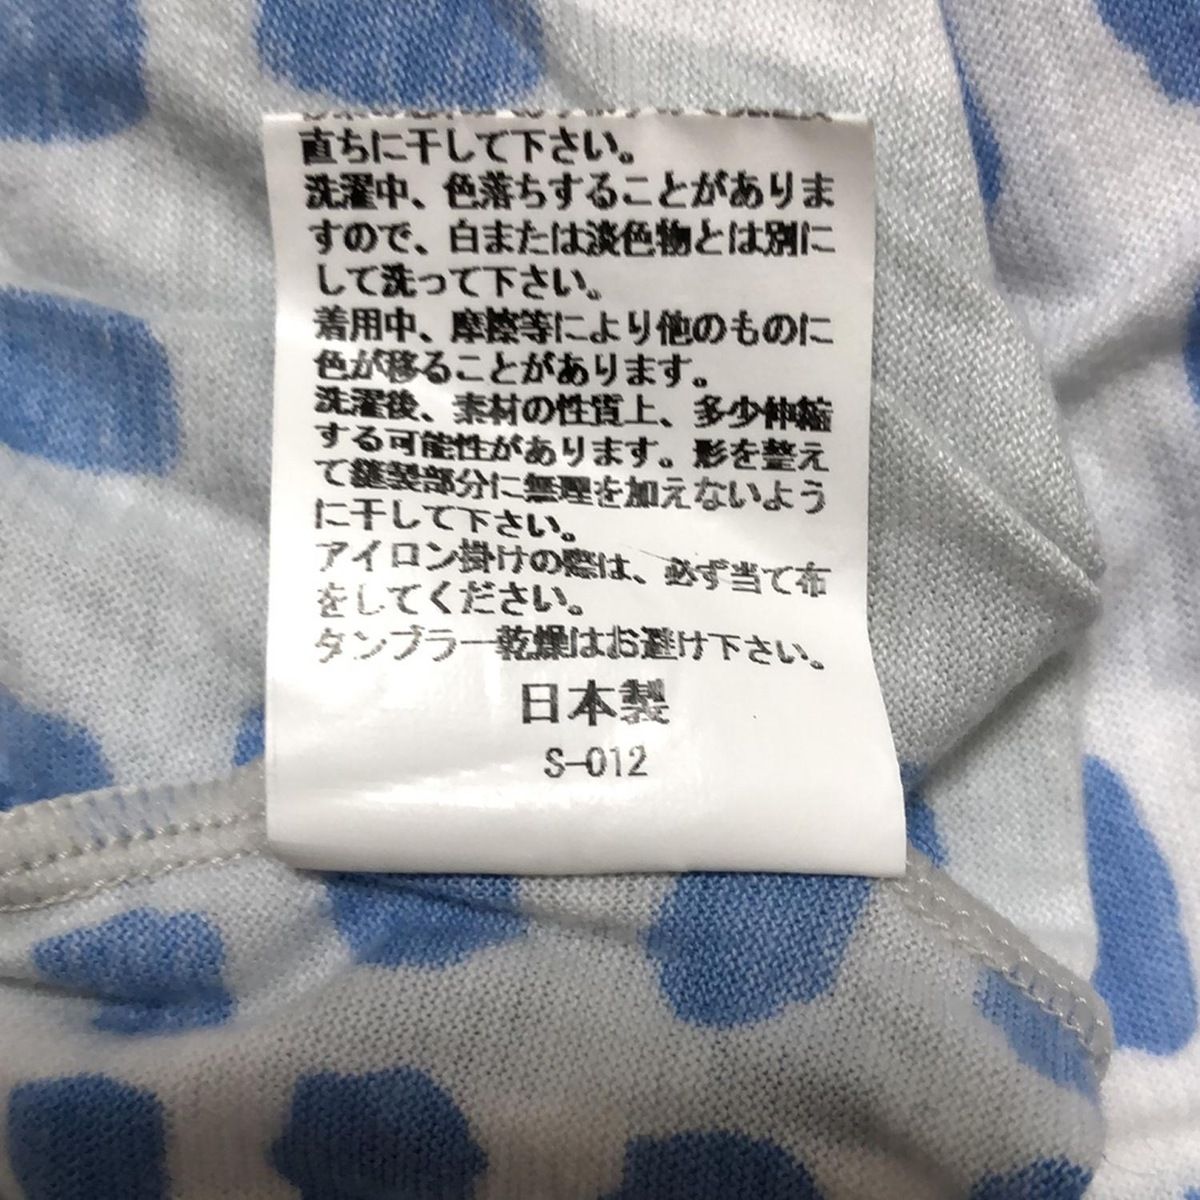 直ちに干して下さい。
洗濯中、色落ちすることがありま
すので、白または淡色物とは別に
して洗って下さい。
着用中、摩擦等により他のものに
色が移ることがあります。
洗濯後、素材の性質上、多少伸縮
する可能性があります。形を整え
て縫製部分に無理を加えないよう
に干して下さい。
アイロン掛けの際は、必ず当て布
をしてください。
タンブラー乾燥はお避け下さい。
日本製
S-012